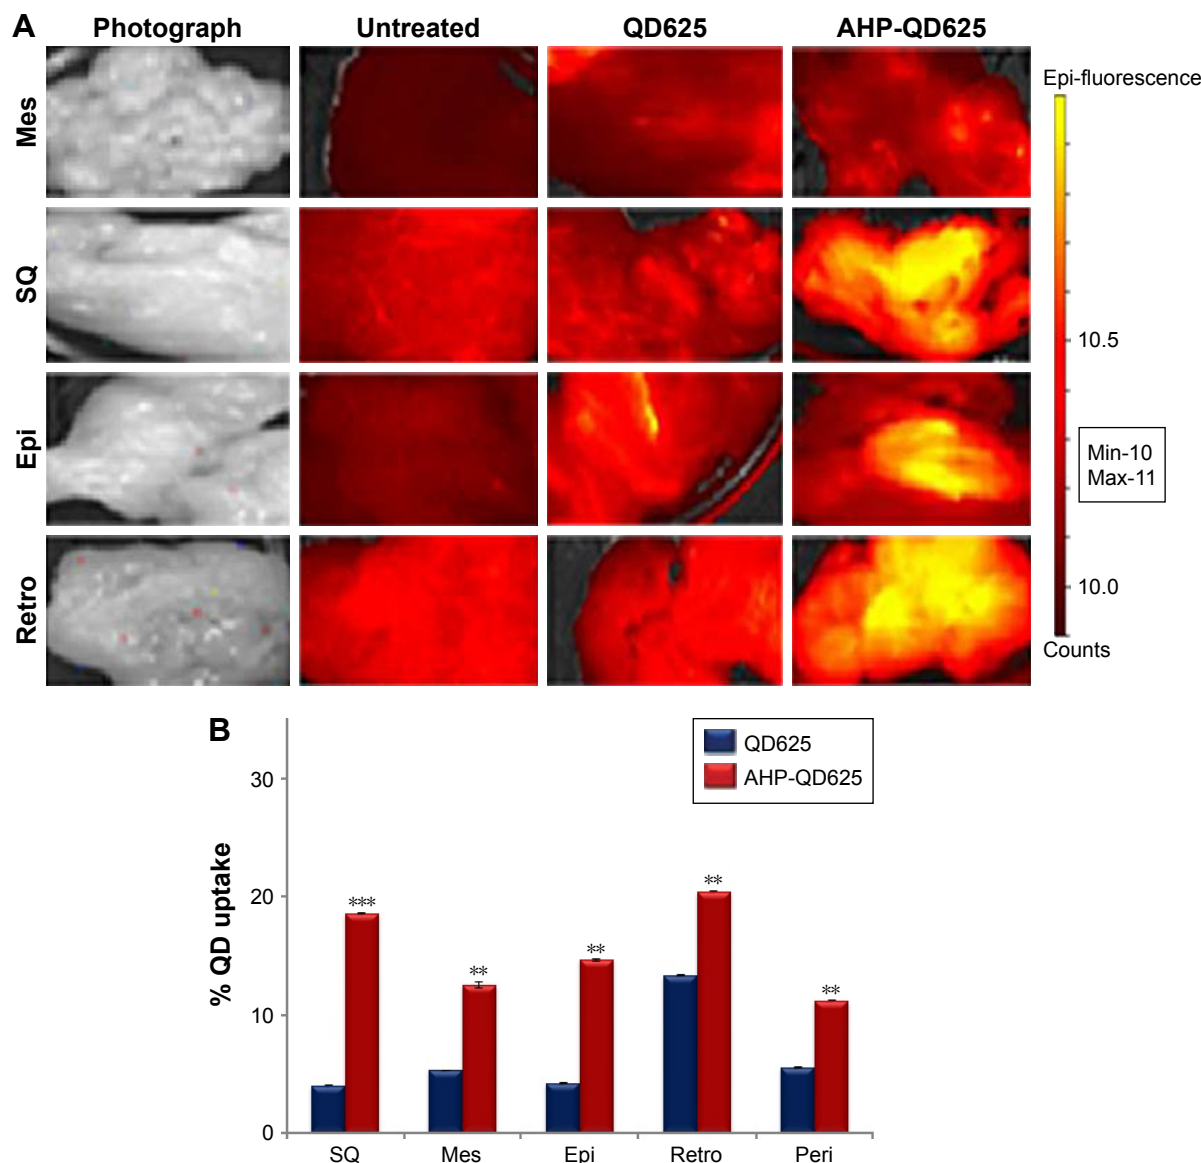 A
Photograph
Untreated
QD625
AHP-QD625
Mes
SQ
Epi
Retro
Epi-fluorescence
10.5
Min-10
Max-11
10.0
Counts
B
QD625
AHP-QD625
% QD uptake
30
20
10
0
***
**
**
**
**
SQ
Mes
Epi
Retro
Peri